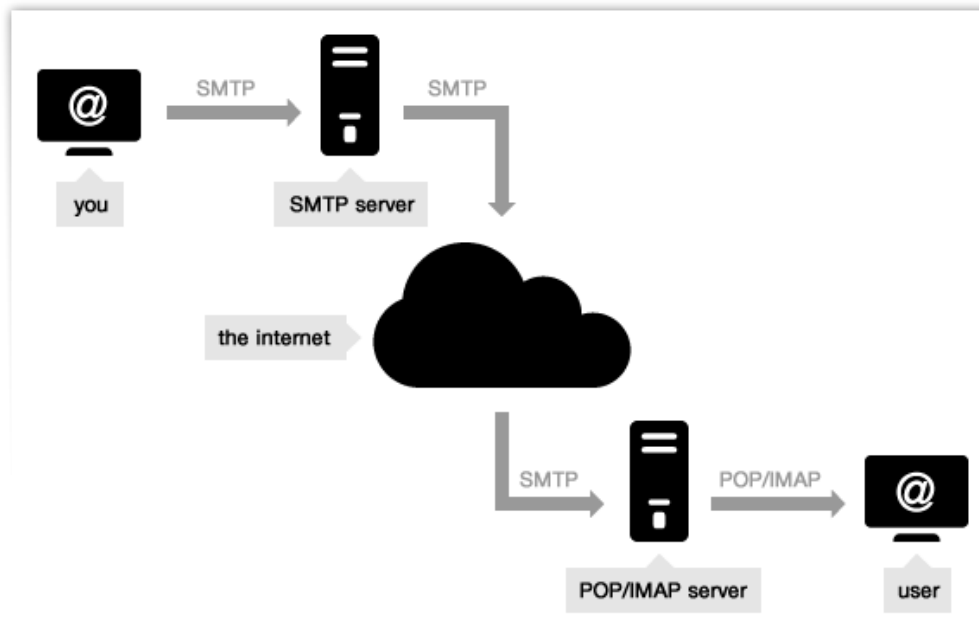 @
SMTP
SMTP
you
SMTP server
the internet
SMTP
POP/IMAP
@
POP/IMAP server
user